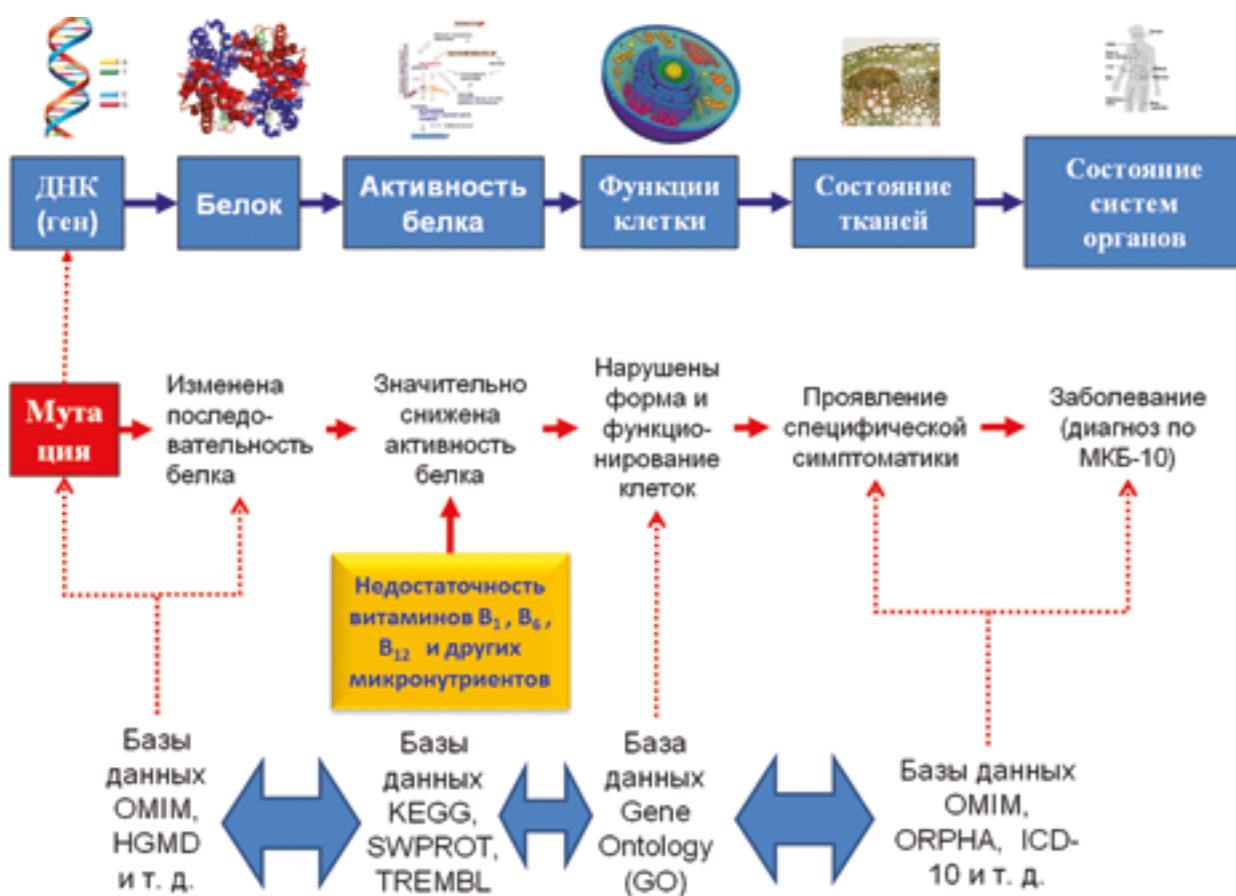 ДНК
(ген)
Белок
Активность
белка
Функции
клетки
Состояние
тканей
Состояние
систем
органов
Мута
ция
Изменена
последо-
вательность
белка
Значительно
снижена
активность
белка
Нарушены
форма и
функцио-
нирование
клеток
Проявление
специфической
симптоматики
Заболевание
(диагноз по
МКБ-10)
Недостаточность
витаминов B1 , B6 ,
B12 и других
микронутриентов
Базы
данных
OMIM,
HGMD
и т. д.
Базы
данных
KEGG,
SWPROT,
TREMBL
База
данных
Gene
Ontology
(GO)
Базы данных
OMIM,
ORPHA, ICD-
10 и т. д.